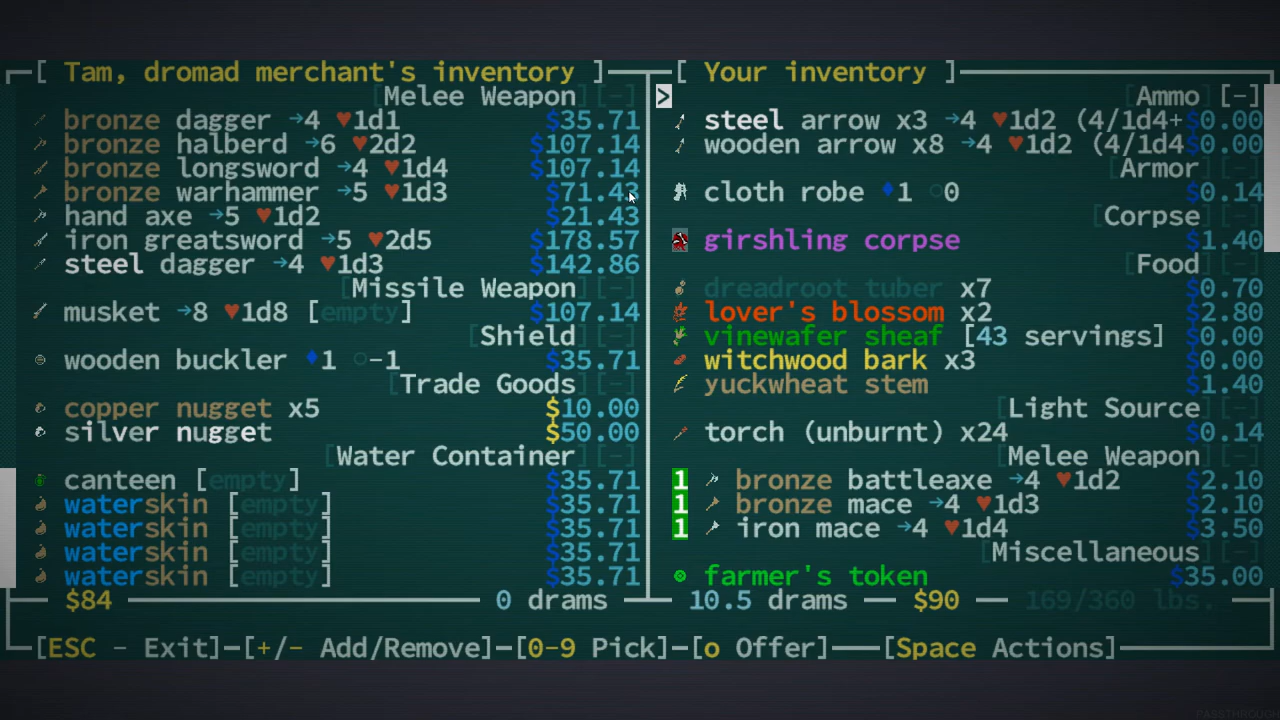 [ Tam, dromad merchant's inventory ]
[Melee Weapon] [-]
bronze dagger →4 ♥1d1 $35.71
bronze halberd →6 ♥2d2 $107.14
bronze longsword →4 ♥1d4 $107.14
bronze warhammer →5 ♥1d3 $71.43
hand axe →5 ♥1d2 $21.43
iron greatsword →5 ♥2d5 $178.57
steel dagger →4 ♥1d3 $142.86
[Missile Weapon] [-]
musket →8 ♥1d8 [empty] $107.14
[Shield] [-]
wooden buckler ♦1 ○-1 $35.71
[Trade Goods] [-]
copper nugget x5 $10.00
silver nugget $50.00
[Water Container] [-]
canteen [empty] $35.71
waterskin [empty] $35.71
waterskin [empty] $35.71
waterskin [empty] $35.71
waterskin [empty] $35.71
$84 0 drams
[ Your inventory ]
> [Ammo] [-]
steel arrow x3 →4 ♥1d2 (4/1d4+ $0.00
wooden arrow x8 →4 ♥1d2 (4/1d4 $0.00
[Armor] [-]
cloth robe ♦1 ○0 $0.14
[Corpse] [-]
girshling corpse $1.40
[Food] [-]
dreadroot tuber x7 $0.70
lover's blossom x2 $2.80
vinewafer sheaf [43 servings] $0.00
witchwood bark x3 $0.00
yuckwheat stem $1.40
[Light Source] [-]
torch (unburnt) x24 $0.14
[Melee Weapon] [-]
1 bronze battleaxe →4 ♥1d2 $2.10
1 bronze mace →4 ♥1d3 $2.10
1 iron mace →4 ♥1d4 $3.50
[Miscellaneous] [-]
farmer's token $35.00
10.5 drams $90 169/360 lbs.
[ESC - Exit] [+/- Add/Remove] [0-9 Pick] [o Offer] [Space Actions]